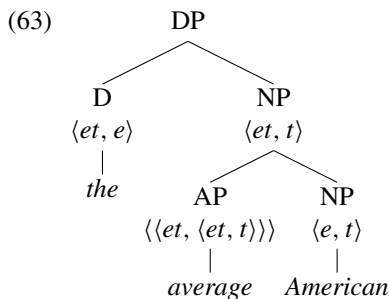 (63) DP
D NP
⟨et, e⟩ ⟨et, t⟩
the AP NP
⟨⟨et, ⟨et, t⟩⟩⟩ ⟨e, t⟩
average American